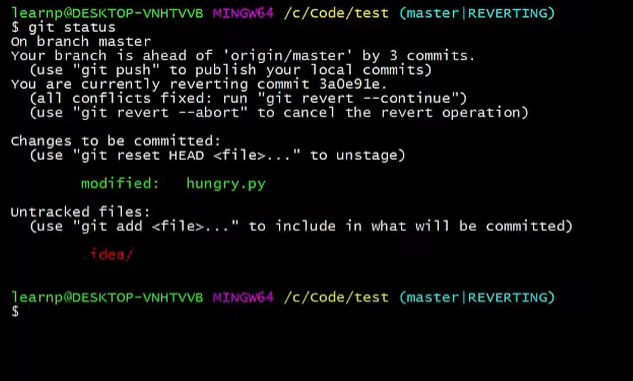 learnp@DESKTOP-VNHTVVB MINGW64 /c/Code/test (master|REVERTING)
$ git status
On branch master
Your branch is ahead of 'origin/master' by 3 commits.
  (use "git push" to publish your local commits)
You are currently reverting commit 3a0e91e.
  (all conflicts fixed: run "git revert --continue")
  (use "git revert --abort" to cancel the revert operation)
Changes to be committed:
  (use "git reset HEAD <file>..." to unstage)
        modified:   hungry.py
Untracked files:
  (use "git add <file>..." to include in what will be committed)
        .idea/
learnp@DESKTOP-VNHTVVB MINGW64 /c/Code/test (master|REVERTING)
$